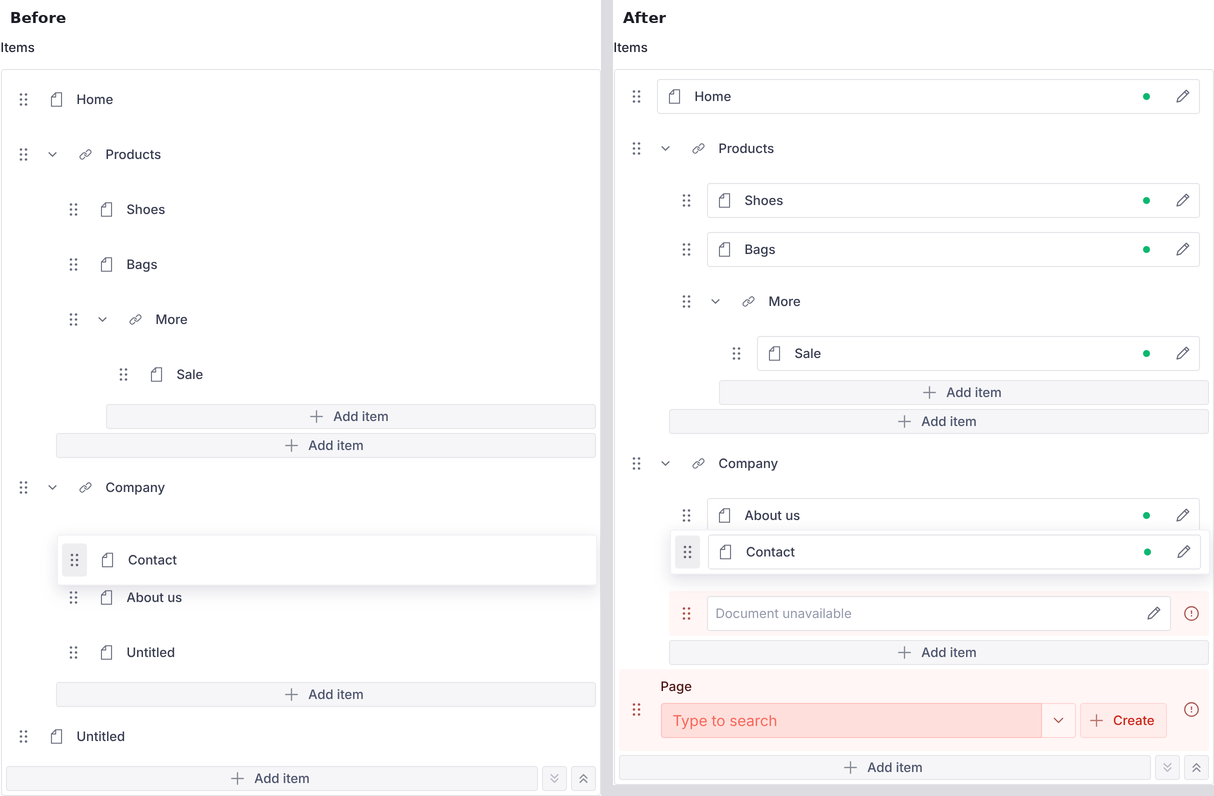 Before
Items
Home
Products
Shoes
Bags
More
Sale
Add item
Add item
Company
Contact
About us
Untitled
Add item
Untitled
Add item
After
Items
Home
Products
Shoes
Bags
More
Sale
Add item
Add item
Company
About us
Contact
Document unavailable
Add item
Page
Type to search
Create
Add item